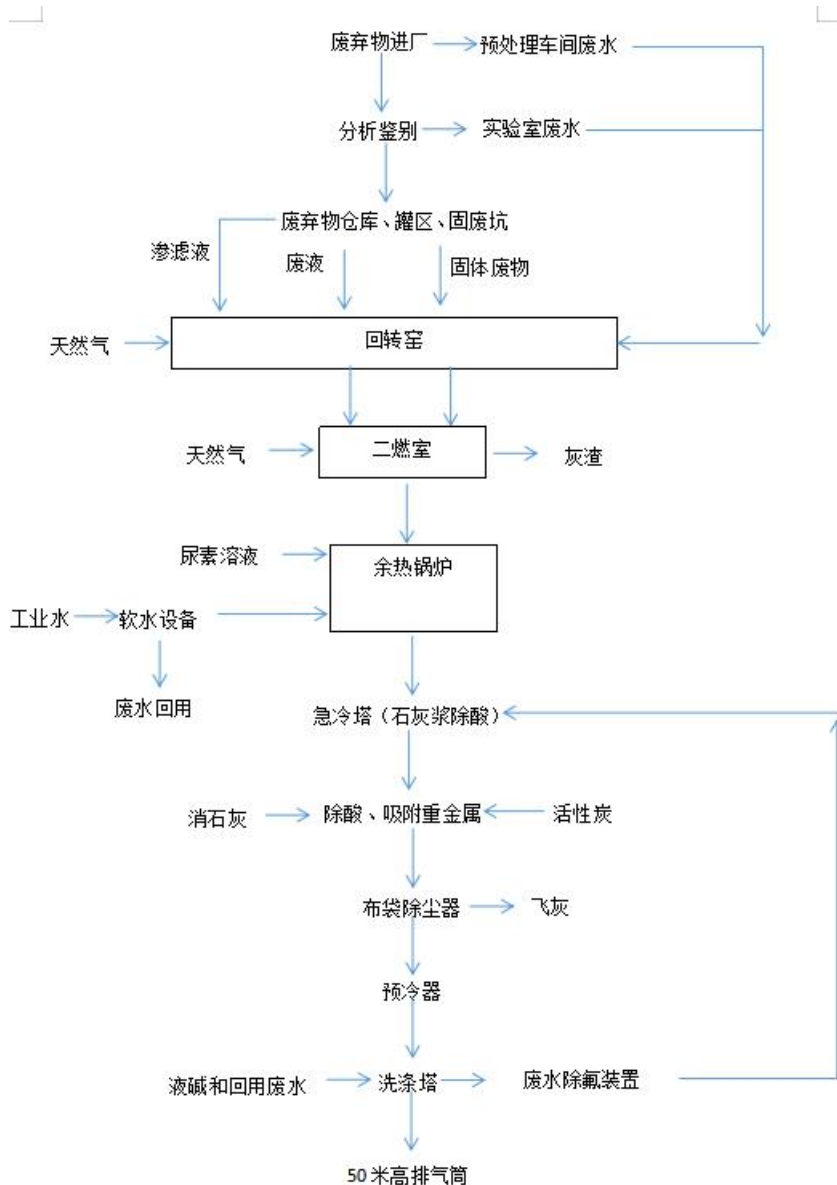 废弃物进厂 预处理车间废水
分析鉴别 实验室废水
废弃物仓库、罐区、固废坑
渗滤液 废液 固体废物
天然气 回转窑
天然气 二燃室 灰渣
尿素溶液 余热锅炉
工业水 软水设备
废水回用
急冷塔（石灰浆除酸）
消石灰 除酸、吸附重金属 活性炭
布袋除尘器 飞灰
预冷器
液碱和回用废水 洗涤塔 废水除氟装置
50 米高排气筒